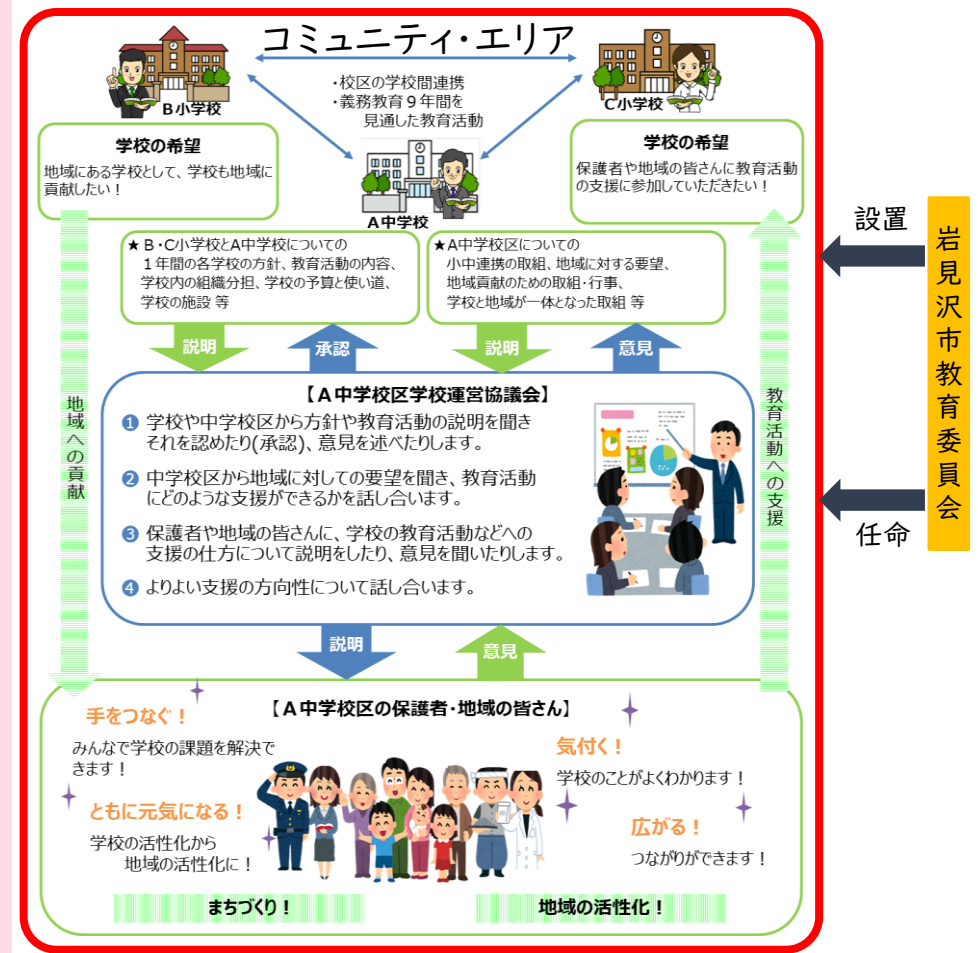 コミュニティ・エリア
・校区の学校間連携
・義務教育9年間を
見通した教育活動
B小学校
C小学校
A中学校
学校の希望
地域にある学校として、学校も地域に
貢献したい！
学校の希望
保護者や地域の皆さんに教育活動
の支援に参加していただきたい！
★B・C小学校とA中学校についての
1年間の各学校の方針、教育活動の内容、
学校内の組織分担、学校の予算と使い道、
学校の施設 等
★A中学校区についての
小中連携の取組、地域に対する要望、
地域貢献のための取組・行事、
学校と地域が一体となった取組 等
説明
承認
説明
意見
【A中学校区学校運営協議会】
❶ 学校や中学校区から方針や教育活動の説明を聞き
それを認めたり(承認)、意見を述べたりします。
❷ 中学校区から地域に対しての要望を聞き、教育活動
にどのような支援ができるかを話し合います。
❸ 保護者や地域の皆さんに、学校の教育活動などへの
支援の仕方について説明をしたり、意見を聞いたりします。
❹ よりよい支援の方向性について話し合います。
地域への貢献
教育活動への支援
説明
意見
【A中学校区の保護者・地域の皆さん】
手をつなぐ！
みんなで学校の課題を解決で
きます！
ともに元気になる！
学校の活性化から
地域の活性化に！
気付く！
学校のことがよくわかります！
広がる！
つながりができます！
まちづくり！
地域の活性化！
設置
任命
岩見沢市教育委員会